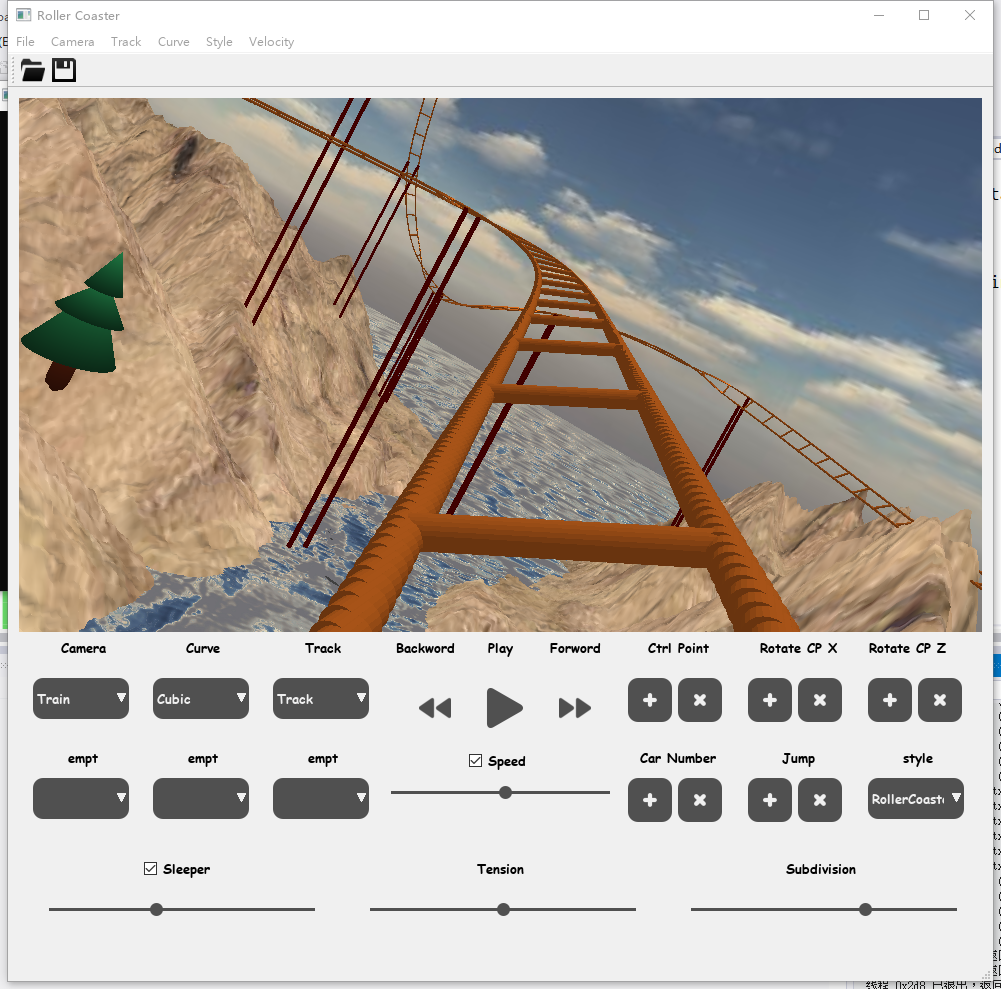 Roller Coaster
File Camera Track Curve Style Velocity
Camera Curve Track Backword Play Forword Ctrl Point Rotate CP X Rotate CP Z
Train Cubic Track
empt empt empt Speed Car Number Jump style
RollerCoast
Sleeper Tension Subdivision